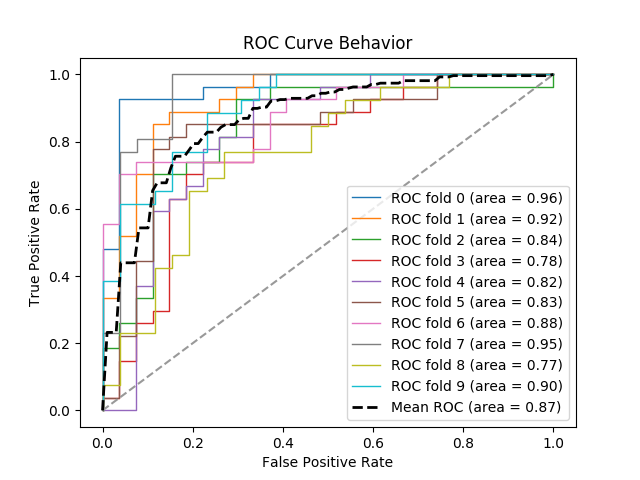 ROC Curve Behavior
1.0
0.8
0.6
0.4
0.2
0.0
True Positive Rate
ROC fold 0 (area = 0.96)
ROC fold 1 (area = 0.92)
ROC fold 2 (area = 0.84)
ROC fold 3 (area = 0.78)
ROC fold 4 (area = 0.82)
ROC fold 5 (area = 0.83)
ROC fold 6 (area = 0.88)
ROC fold 7 (area = 0.95)
ROC fold 8 (area = 0.77)
ROC fold 9 (area = 0.90)
Mean ROC (area = 0.87)
0.0 0.2 0.4 0.6 0.8 1.0
False Positive Rate